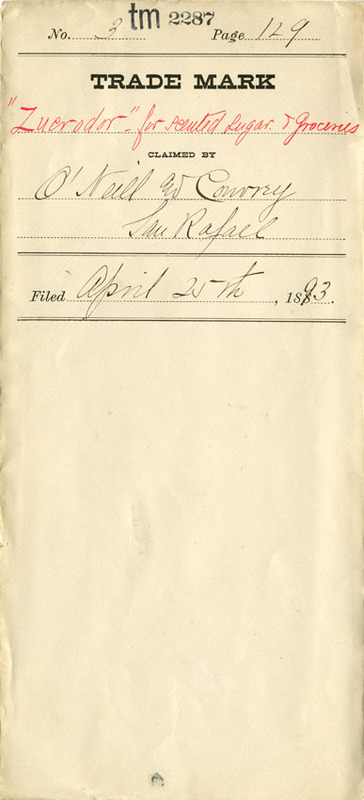 tm 2287
No. 3 Page 129
TRADE MARK
"Zucrodor" for scented Sugar & Groceries
CLAIMED BY
O'Neill
San Rafael
Filed April 25th, 1893.